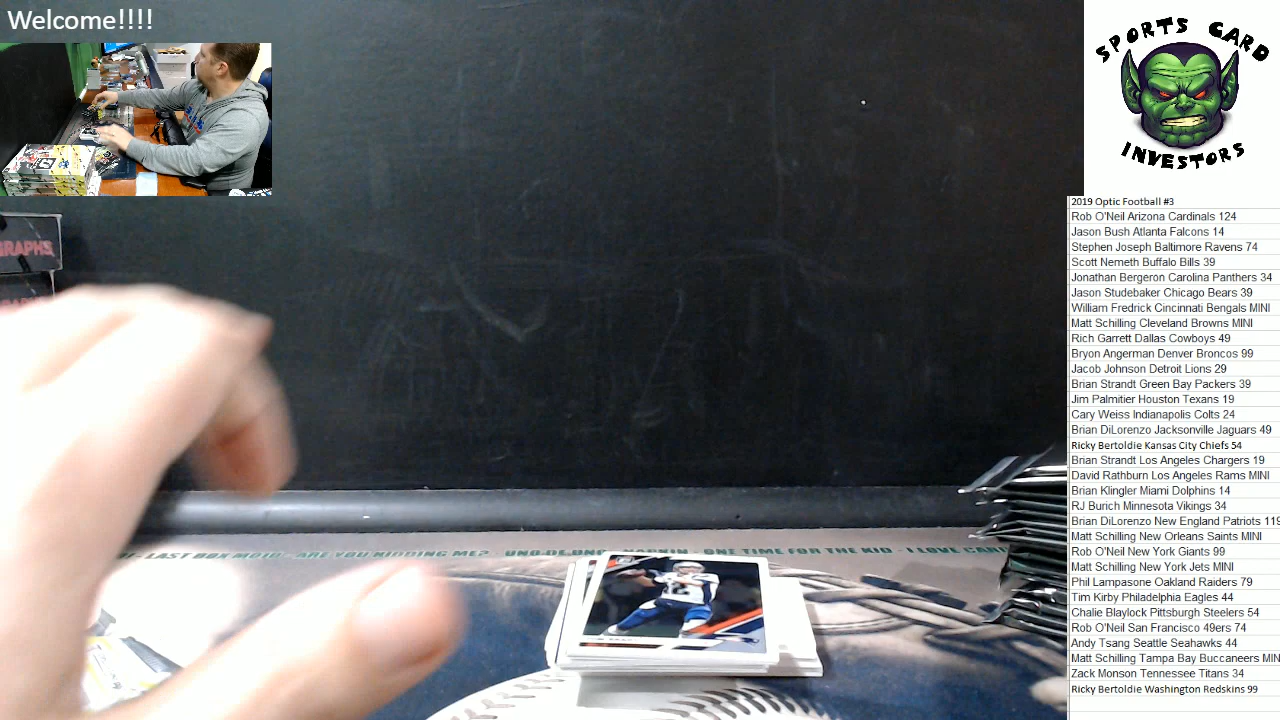 Welcome!!!!
SPORTS CARD
INVESTORS
2019 Optic Football #3
Rob O'Neil Arizona Cardinals 124
Jason Bush Atlanta Falcons 14
Stephen Joseph Baltimore Ravens 74
Scott Nemeth Buffalo Bills 39
Jonathan Bergeron Carolina Panthers 34
Jason Studebaker Chicago Bears 39
William Fredrick Cincinnati Bengals MINI
Matt Schilling Cleveland Browns MINI
Rich Garrett Dallas Cowboys 49
Bryon Angerman Denver Broncos 99
Jacob Johnson Detroit Lions 29
Brian Strandt Green Bay Packers 39
Jim Palmitier Houston Texans 19
Cary Weiss Indianapolis Colts 24
Brian DiLorenzo Jacksonville Jaguars 49
Ricky Bertoldie Kansas City Chiefs 54
Brian Strandt Los Angeles Chargers 19
David Rathburn Los Angeles Rams MINI
Brian Klingler Miami Dolphins 14
RJ Burich Minnesota Vikings 34
Brian DiLorenzo New England Patriots 119
Matt Schilling New Orleans Saints MINI
Rob O'Neil New York Giants 99
Matt Schilling New York Jets MINI
Phil Lampasone Oakland Raiders 79
Tim Kirby Philadelphia Eagles 44
Chalie Blaylock Pittsburgh Steelers 54
Rob O'Neil San Francisco 49ers 74
Andy Tsang Seattle Seahawks 44
Matt Schilling Tampa Bay Buccaneers MIN
Zack Monson Tennessee Titans 34
Ricky Bertoldie Washington Redskins 99
GRAPHS
LAST BOX MOJO - ARE YOU KIDDING ME? ONE TIME FOR THE KID - I LOVE